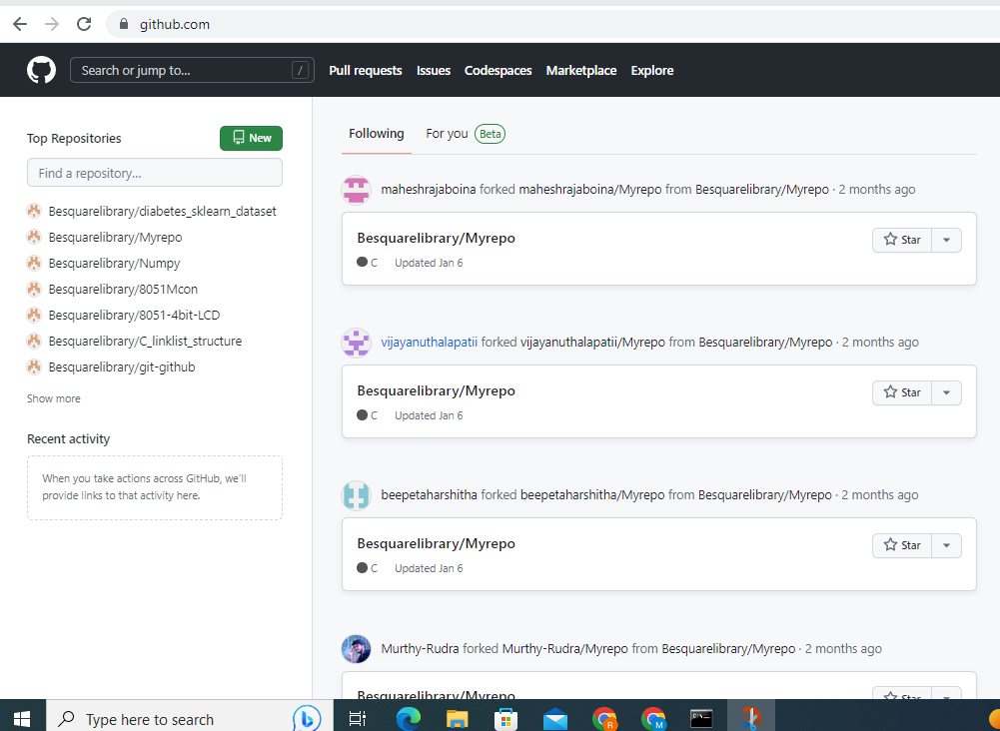 github.com
Search or jump to... /
Pull requests Issues Codespaces Marketplace Explore
Top Repositories New
Find a repository...
Besquarelibrary/diabetes_sklearn_dataset
Besquarelibrary/Myrepo
Besquarelibrary/Numpy
Besquarelibrary/8051Mcon
Besquarelibrary/8051-4bit-LCD
Besquarelibrary/C_linklist_structure
Besquarelibrary/git-github
Show more
Recent activity
When you take actions across GitHub, we'll
provide links to that activity here.
Following For you Beta
maheshrajaboina forked maheshrajaboina/Myrepo from Besquarelibrary/Myrepo · 2 months ago
Besquarelibrary/Myrepo Star
C Updated Jan 6
vijayanuthalapatii forked vijayanuthalapatii/Myrepo from Besquarelibrary/Myrepo · 2 months ago
Besquarelibrary/Myrepo Star
C Updated Jan 6
beepetaharshitha forked beepetaharshitha/Myrepo from Besquarelibrary/Myrepo · 2 months ago
Besquarelibrary/Myrepo Star
C Updated Jan 6
Murthy-Rudra forked Murthy-Rudra/Myrepo from Besquarelibrary/Myrepo · 2 months ago
Besquarelibrary/Myrepo Star
Type here to search
R
M